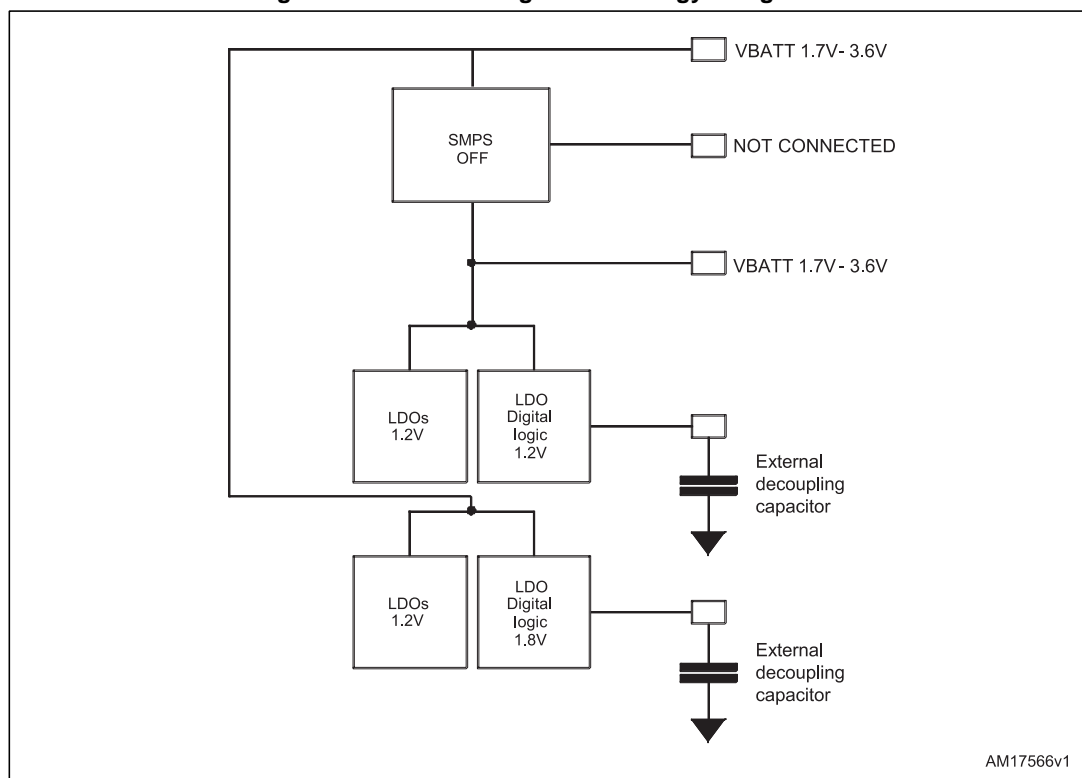 VBATT 1.7V- 3.6V
SMPS
OFF
NOT CONNECTED
VBATT 1.7V- 3.6V
LDOs
1.2V
LDO
Digital
logic
1.2V
External
decoupling
capacitor
LDOs
1.2V
LDO
Digital
logic
1.8V
External
decoupling
capacitor
AM17566v1